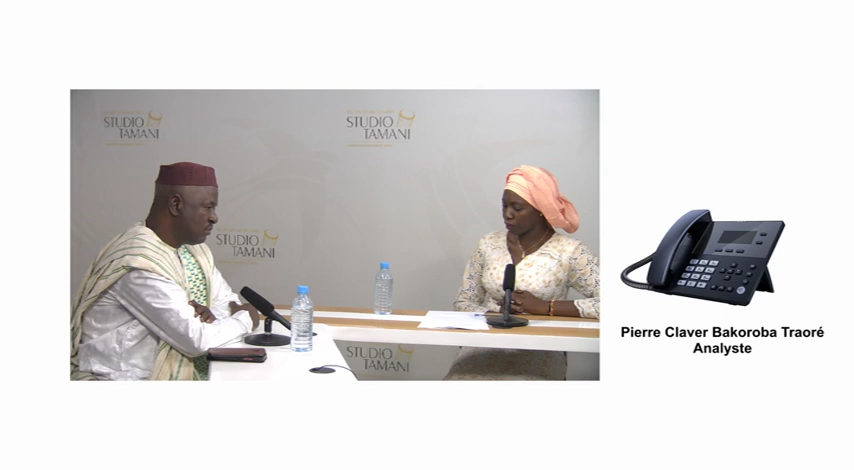 STUDIO
TAMANI
STUDIO
TAMANI
STUDIO
TAMANI
STUDIO
TAMANI
Pierre Claver Bakoroba Traoré
Analyste